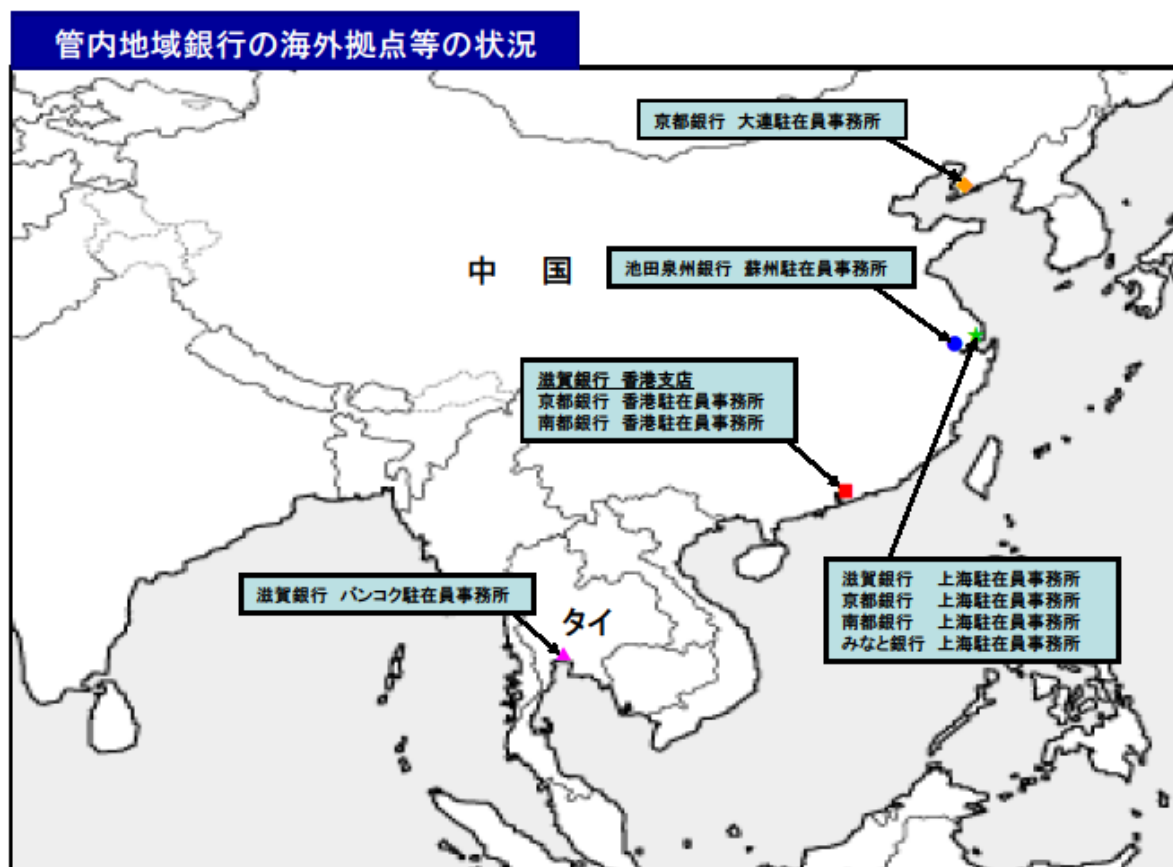 管内地域銀行の海外拠点等の状況
京都銀行 大連駐在員事務所
中 国
池田泉州銀行 蘇州駐在員事務所
滋賀銀行 香港支店
京都銀行 香港駐在員事務所
南都銀行 香港駐在員事務所
滋賀銀行 バンコク駐在員事務所
タイ
滋賀銀行 上海駐在員事務所
京都銀行 上海駐在員事務所
南都銀行 上海駐在員事務所
みなと銀行 上海駐在員事務所